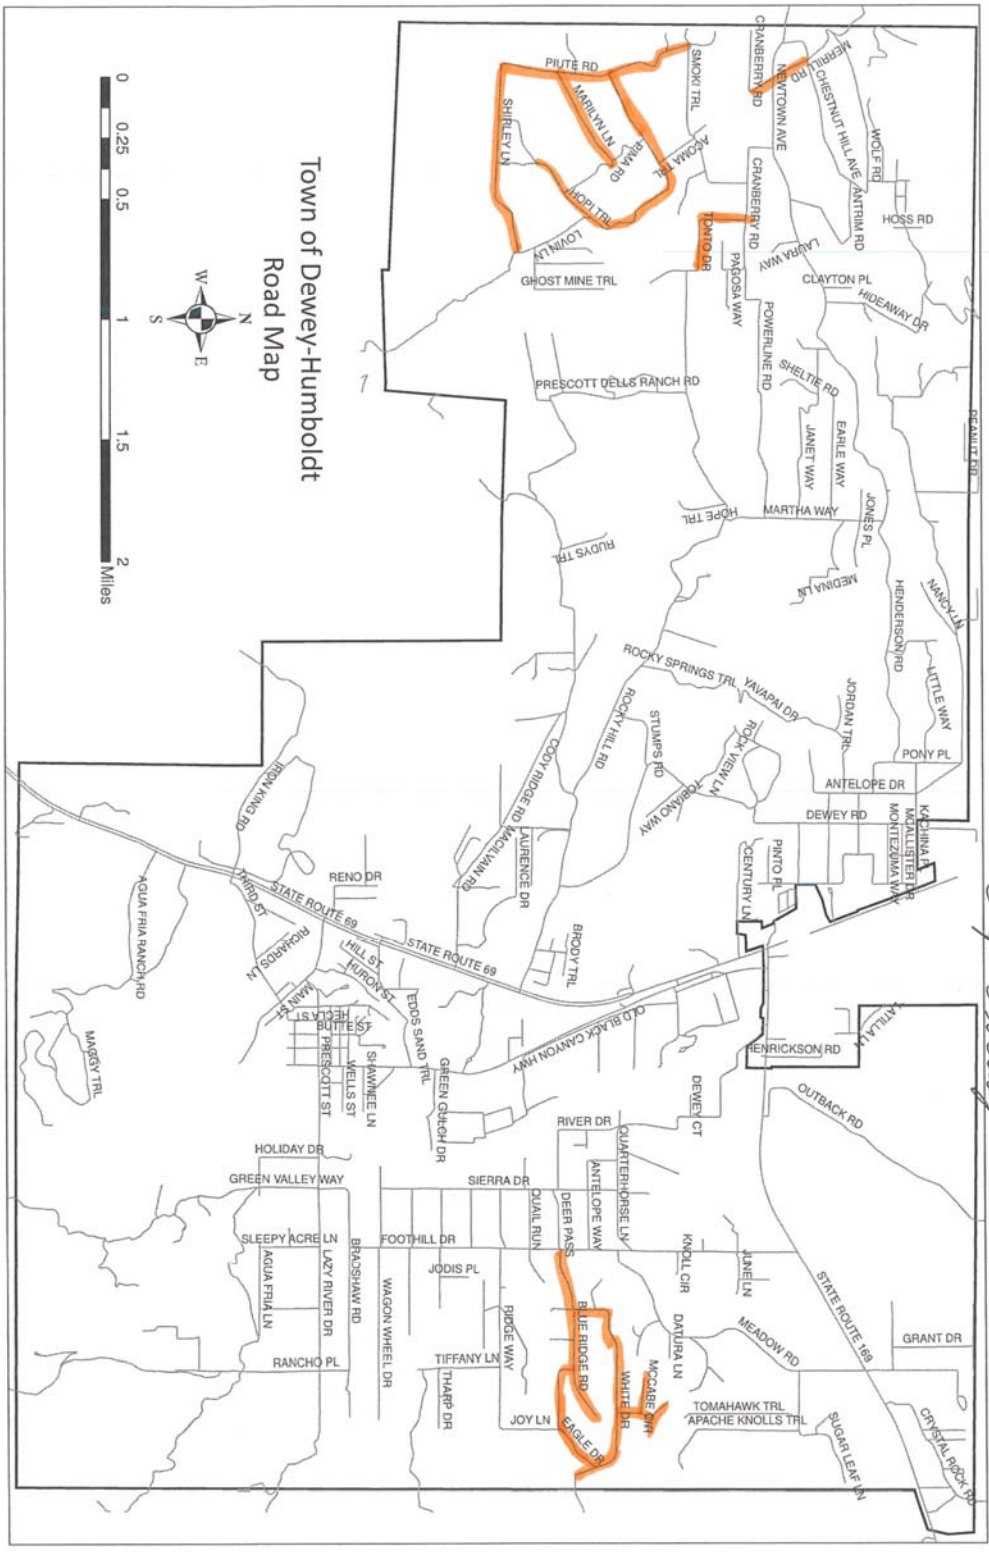 CRANBERRY RD
MERRILL RD
NEWTOWN AVE
CHESTNUT HILL AVE
WOLF RD
ANTRIM RD
HOSS RD
SMOKI TRL
PIUTE RD
MARILYN LN
SHIRLEY LN
PIMA RD
ACOMA TRL
HOPI TRL
LOVIN LN
GHOST MINE TRL
TONTO DR
CRANBERRY RD
PAGOSA WAY
LAURA WAY
CLAYTON PL
HIDEAWAY DR
POWERLINE RD
SHELTIE RD
PRESCOTT DELLS RANCH RD
JANET WAY
EARLE WAY
PEANUT DR
MARTHA WAY
JONES PL
HOPE TRL
RUDYS TRL
MEDINA LN
HENDERSON RD
NANCY LN
LITTLE WAY
ROCKY SPRINGS TRL
YAVAPAI DR
JORDAN TRL
PONY PL
ROCKY HILL RD
STUMPS RD
ROCK VIEW LN
TOBIANO WAY
ANTELOPE DR
DEWEY RD
KACHINA
MCALLISTER DR
MONTEZUMA WAY
PINTO PL
CENTURY LN
CODY RIDGE RD
MACILVAIN RD
LAURENCE DR
BRODY TRL
Town of Dewey-Humboldt
Road Map
N
W
E
S
0
0.25
0.5
1
1.5
2
Miles
IRON KING RD
RENO DR
STATE ROUTE 69
STATE ROUTE 69
THIRD ST
RICHARDS LN
AGUA FRIA RANCH RD
MAGGY TRL
HILL ST
HURON ST
MAIN ST
HECLA ST
BUTTE ST
PRESCOTT ST
WELLS ST
SHAWNEE LN
EDDS SAND TRL
GREEN GULCH DR
OLD BLACK CANYON HWY
LATILLA LN
HENRICKSON RD
OUTBACK RD
DEWEY CT
RIVER DR
QUARTERHORSE LN
ANTELOPE WAY
DEER PASS
QUAIL RUN
SIERRA DR
HOLIDAY DR
GREEN VALLEY WAY
SLEEPY ACRE LN
AGUA FRIA LN
LAZY RIVER DR
BRADSHAW RD
FOOTHILL DR
WAGON WHEEL DR
JODIS PL
RIDGE WAY
TIFFANY LN
THARP DR
RANCHO PL
JOY LN
BLUE RIDGE RD
EAGLE DR
WHITE DR
MCCABE CIR
DATURA LN
KNOLL CIR
JUNE LN
MEADOW RD
STATE ROUTE 169
GRANT DR
TOMAHAWK TRL
APACHE KNOLLS TRL
SUGAR LEAF LN
CRYSTAL ROCK RD